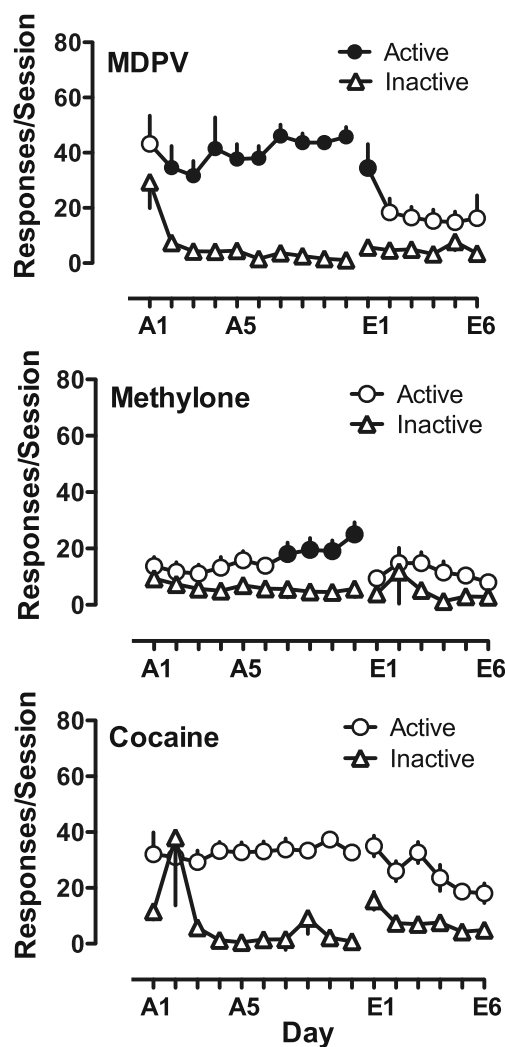 80
MDPV
Active
Inactive
60
40
20
0
Responses/Session
A1 A5 E1 E6
80
Methylone
Active
Inactive
60
40
20
0
Responses/Session
A1 A5 E1 E6
80
Cocaine
Active
Inactive
60
40
20
0
Responses/Session
A1 A5 E1 E6
Day